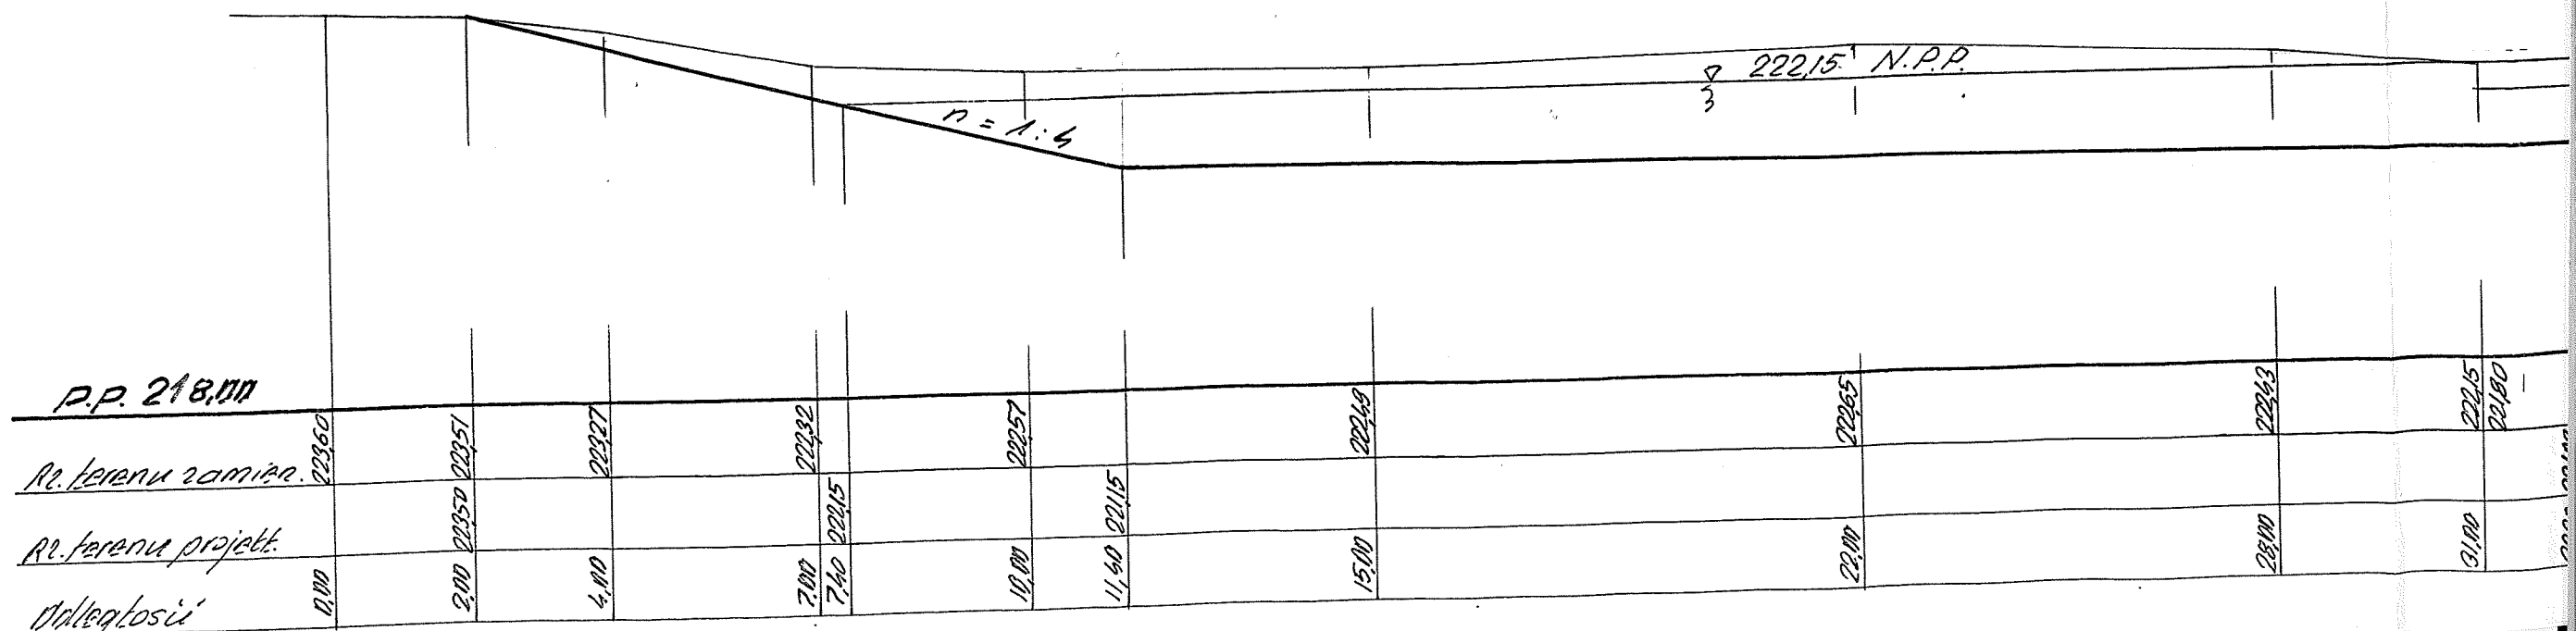 222,15 N.P.P.
n = 1:4
P.P. 218,00
Rz. terenu zamierz. 223,60 223,51 223,27 222,32 222,57 222,49 222,65 222,43 222,15 221,80
Rz. terenu projekt. 223,50 222,15 221,15
Odległości 0,00 2,00 4,00 7,00 7,40 10,00 11,40 15,00 22,00 28,00 31,00